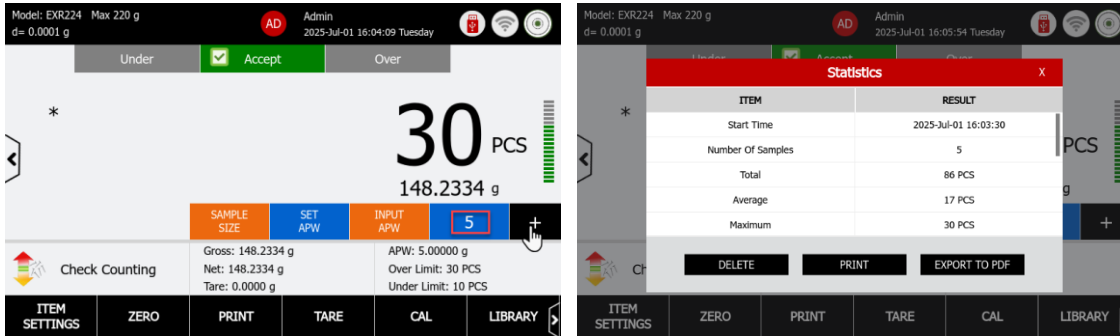 Model: EXR224 Max 220 g
d= 0.0001 g
AD
Admin
2025-Jul-01 16:04:09 Tuesday
Under
Accept
Over
*
30 PCS
148.2334 g
SAMPLE
SIZE
SET
APW
INPUT
APW
5
+
Check Counting
Gross: 148.2334 g
Net: 148.2334 g
Tare: 0.0000 g
APW: 5.00000 g
Over Limit: 30 PCS
Under Limit: 10 PCS
ITEM
SETTINGS
ZERO
PRINT
TARE
CAL
LIBRARY
Model: EXR224 Max 220 g
d= 0.0001 g
AD
Admin
2025-Jul-01 16:05:54 Tuesday
Under
Accept
Over
*
Statistics X
ITEM RESULT
Start Time 2025-Jul-01 16:03:30
Number Of Samples 5
Total 86 PCS
Average 17 PCS
Maximum 30 PCS
DELETE
PRINT
EXPORT TO PDF
PCS
g
+
Ch
ITEM
SETTINGS
ZERO
PRINT
TARE
CAL
LIBRARY